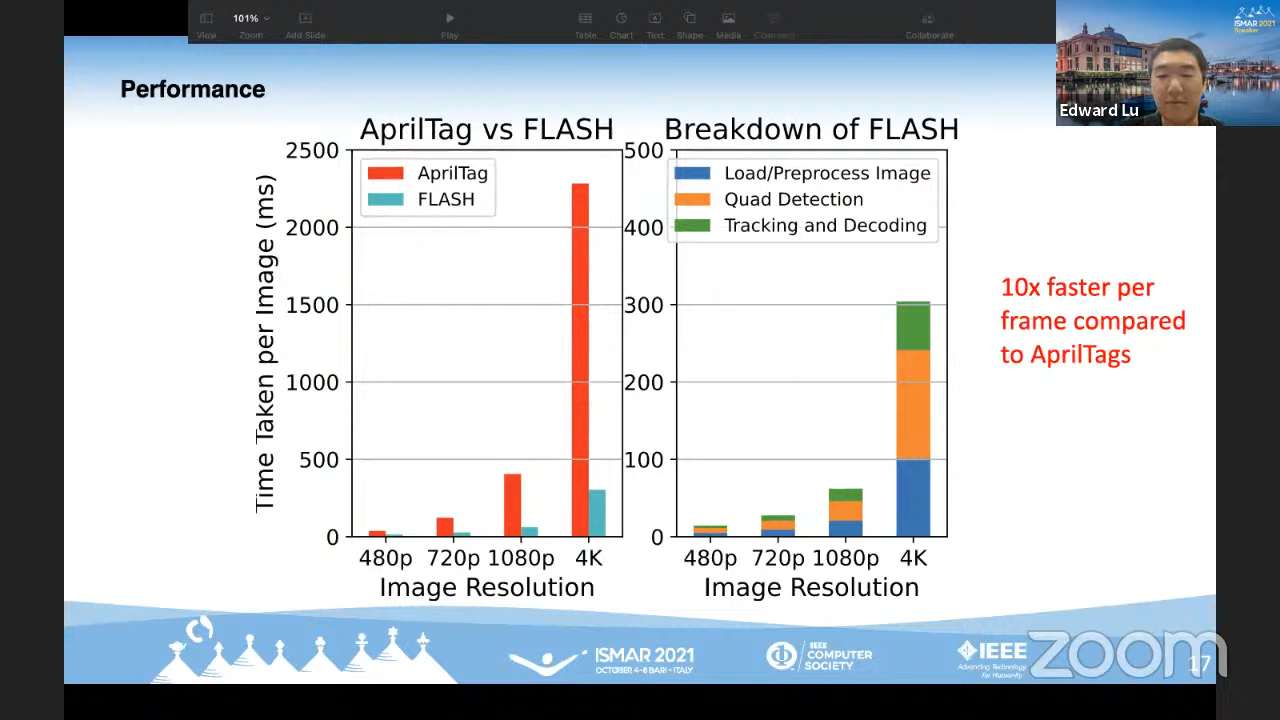 101%
View
Zoom
Add Slide
Play
Table
Chart
Text
Shape
Media
Comment
Collaborate
ISMAR 2021
Speaker
Edward Lu
Performance
AprilTag vs FLASH
Time Taken per Image (ms)
2500
2000
1500
1000
500
0
AprilTag
FLASH
480p 720p 1080p 4K
Image Resolution
Breakdown of FLASH
500
400
300
200
100
0
Load/Preprocess Image
Quad Detection
Tracking and Decoding
480p 720p 1080p 4K
Image Resolution
10x faster per
frame compared
to AprilTags
ISMAR 2021
OCTOBER 4-8 BARI - ITALY
IEEE
COMPUTER
SOCIETY
IEEE
Advancing Technology
for Humanity
zoom
17